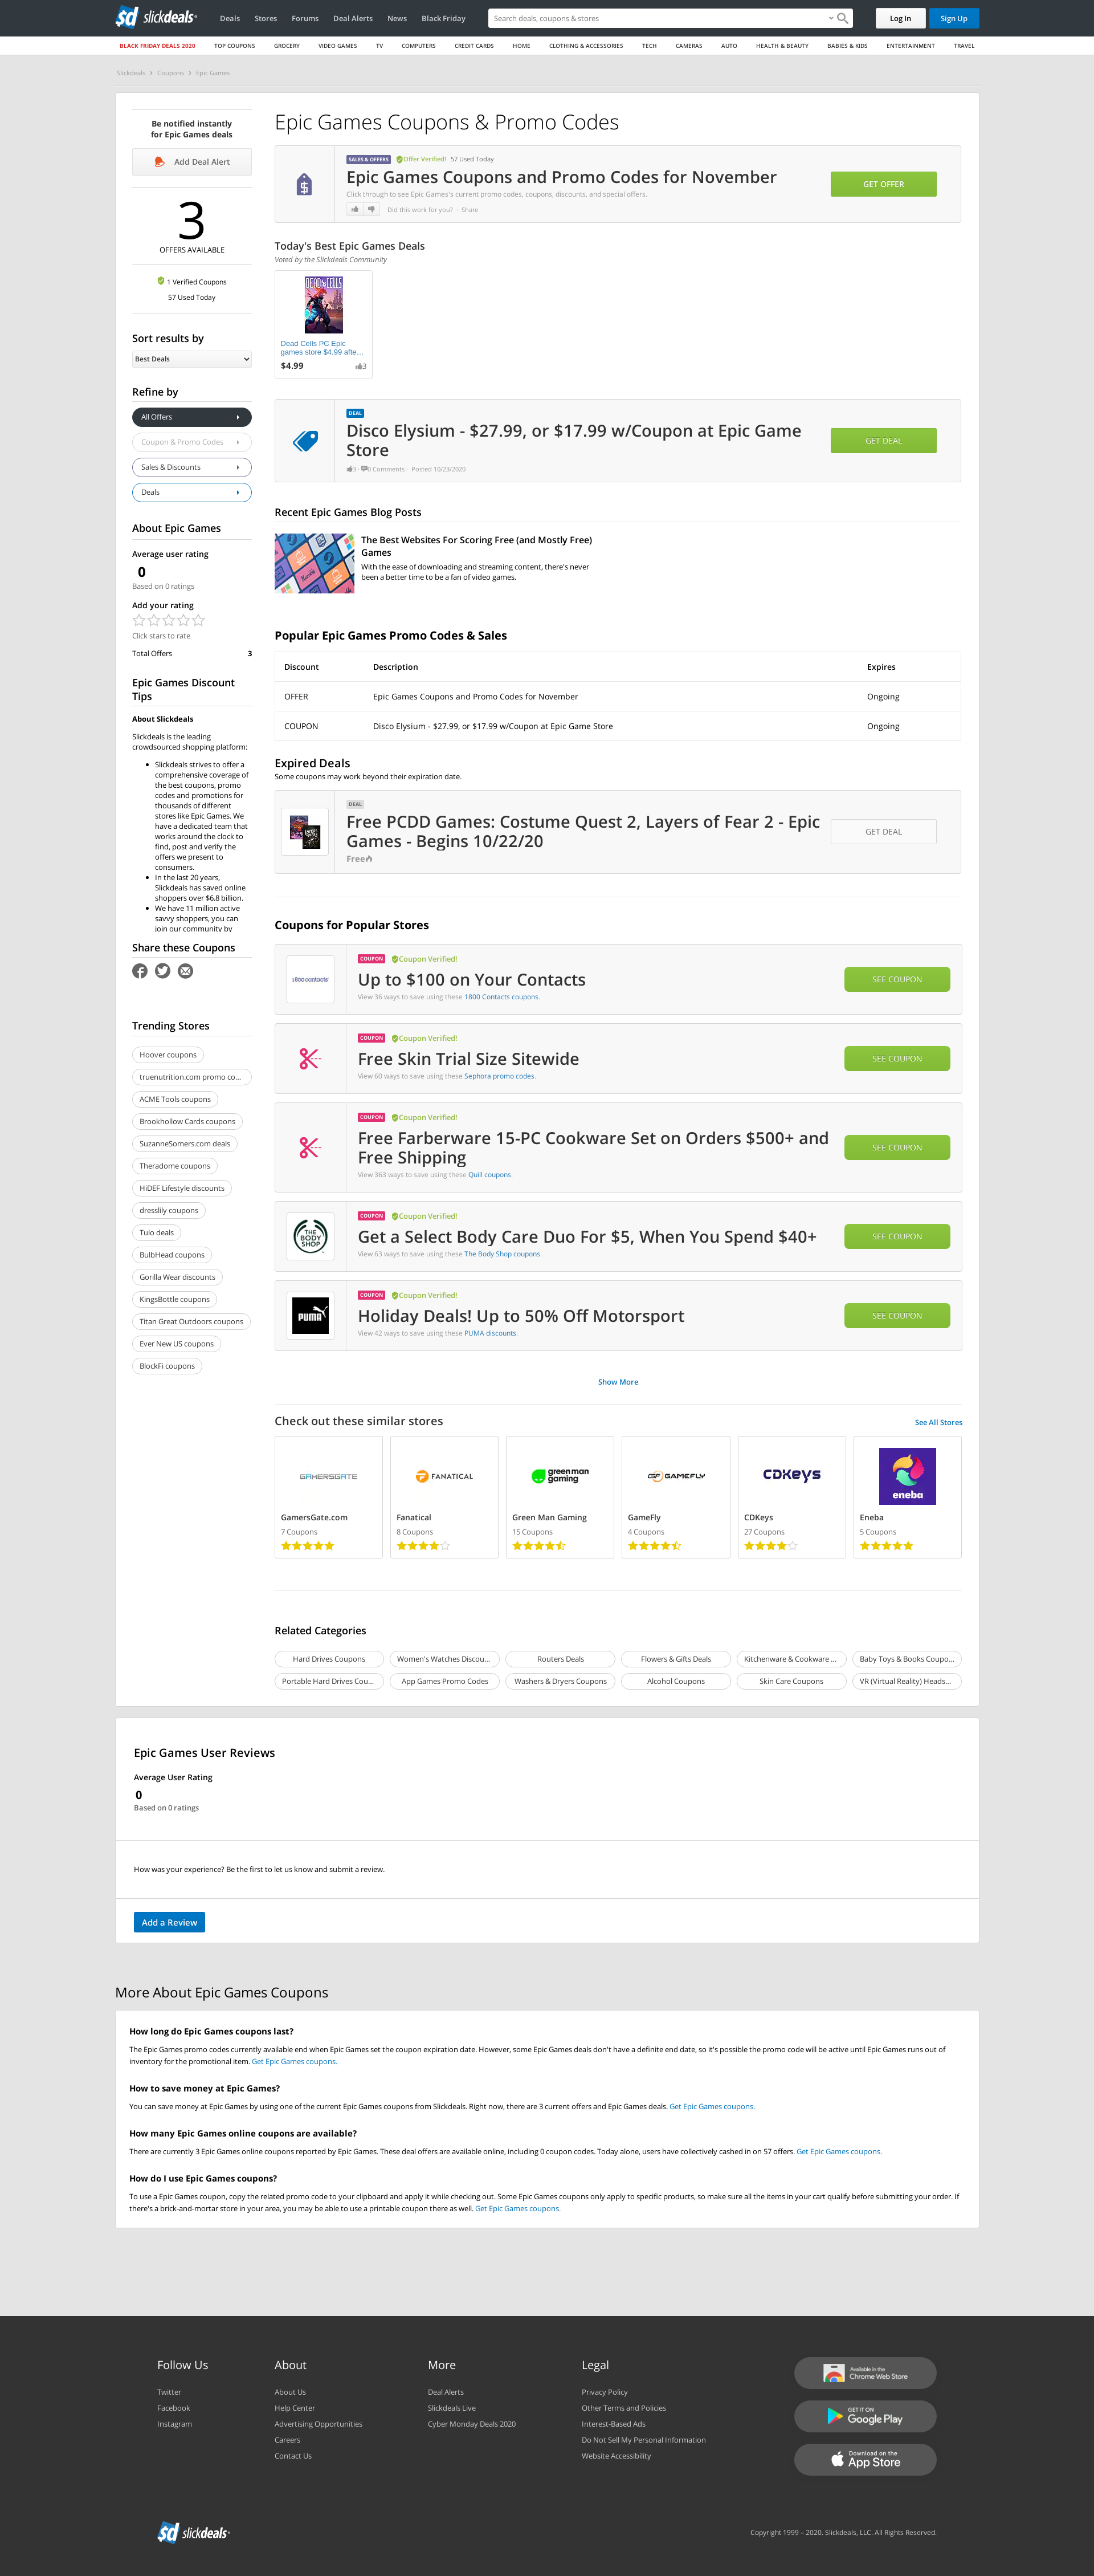 sd slickdeals
Deals
Stores
Forums
Deal Alerts
News
Black Friday
Search deals, coupons & stores
Log In
Sign Up
BLACK FRIDAY DEALS 2020
TOP COUPONS
GROCERY
VIDEO GAMES
TV
COMPUTERS
CREDIT CARDS
HOME
CLOTHING & ACCESSORIES
TECH
CAMERAS
AUTO
HEALTH & BEAUTY
BABIES & KIDS
ENTERTAINMENT
TRAVEL
Slickdeals › Coupons › Epic Games
Be notified instantly
for Epic Games deals
Add Deal Alert
3
OFFERS AVAILABLE
1 Verified Coupons
57 Used Today
Sort results by
Best Deals
Refine by
All Offers
Coupon & Promo Codes
Sales & Discounts
Deals
About Epic Games
Average user rating
0
Based on 0 ratings
Add your rating
Click stars to rate
Total Offers 3
Epic Games Discount
Tips
About Slickdeals
Slickdeals is the leading
crowdsourced shopping platform:
• Slickdeals strives to offer a
comprehensive coverage of
the best coupons, promo
codes and promotions for
thousands of different
stores like Epic Games. We
have a dedicated team that
works around the clock to
find, post and verify the
offers we present to
consumers.
• In the last 20 years,
Slickdeals has saved online
shoppers over $6.8 billion.
• We have 11 million active
savvy shoppers, you can
join our community by
Share these Coupons
Trending Stores
Hoover coupons
truenutrition.com promo co...
ACME Tools coupons
Brookhollow Cards coupons
SuzanneSomers.com deals
Theradome coupons
HiDEF Lifestyle discounts
dresslily coupons
Tulo deals
BulbHead coupons
Gorilla Wear discounts
KingsBottle coupons
Titan Great Outdoors coupons
Ever New US coupons
BlockFi coupons
Epic Games Coupons & Promo Codes
SALES & OFFERS Offer Verified! 57 Used Today
Epic Games Coupons and Promo Codes for November
Click through to see Epic Games's current promo codes, coupons, discounts, and special offers.
Did this work for you? · Share
GET OFFER
Today's Best Epic Games Deals
Voted by the Slickdeals Community
DEAD CELLS
Dead Cells PC Epic
games store $4.99 afte...
$4.99 3
DEAL
Disco Elysium - $27.99, or $17.99 w/Coupon at Epic Game
Store
3 · 0 Comments · Posted 10/23/2020
GET DEAL
Recent Epic Games Blog Posts
The Best Websites For Scoring Free (and Mostly Free)
Games
With the ease of downloading and streaming content, there's never
been a better time to be a fan of video games.
Popular Epic Games Promo Codes & Sales
Discount Description Expires
OFFER Epic Games Coupons and Promo Codes for November Ongoing
COUPON Disco Elysium - $27.99, or $17.99 w/Coupon at Epic Game Store Ongoing
Expired Deals
Some coupons may work beyond their expiration date.
DEAL
Free PCDD Games: Costume Quest 2, Layers of Fear 2 - Epic
Games - Begins 10/22/20
Free
GET DEAL
Coupons for Popular Stores
1800 contacts
COUPON Coupon Verified!
Up to $100 on Your Contacts
View 36 ways to save using these 1800 Contacts coupons.
SEE COUPON
COUPON Coupon Verified!
Free Skin Trial Size Sitewide
View 60 ways to save using these Sephora promo codes.
SEE COUPON
COUPON Coupon Verified!
Free Farberware 15-PC Cookware Set on Orders $500+ and
Free Shipping
View 363 ways to save using these Quill coupons.
SEE COUPON
THE BODY SHOP
COUPON Coupon Verified!
Get a Select Body Care Duo For $5, When You Spend $40+
View 63 ways to save using these The Body Shop coupons.
SEE COUPON
PUMA
COUPON Coupon Verified!
Holiday Deals! Up to 50% Off Motorsport
View 42 ways to save using these PUMA discounts.
SEE COUPON
Show More
Check out these similar stores
See All Stores
GAMERSGATE
GamersGate.com
7 Coupons
FANATICAL
Fanatical
8 Coupons
green man gaming
Green Man Gaming
15 Coupons
GAMEFLY
GameFly
4 Coupons
CDKeys
CDKeys
27 Coupons
eneba
Eneba
5 Coupons
Related Categories
Hard Drives Coupons
Women's Watches Discou...
Routers Deals
Flowers & Gifts Deals
Kitchenware & Cookware ...
Baby Toys & Books Coupo...
Portable Hard Drives Cou...
App Games Promo Codes
Washers & Dryers Coupons
Alcohol Coupons
Skin Care Coupons
VR (Virtual Reality) Heads...
Epic Games User Reviews
Average User Rating
0
Based on 0 ratings
How was your experience? Be the first to let us know and submit a review.
Add a Review
More About Epic Games Coupons
How long do Epic Games coupons last?
The Epic Games promo codes currently available end when Epic Games set the coupon expiration date. However, some Epic Games deals don't have a definite end date, so it's possible the promo code will be active until Epic Games runs out of
inventory for the promotional item. Get Epic Games coupons.
How to save money at Epic Games?
You can save money at Epic Games by using one of the current Epic Games coupons from Slickdeals. Right now, there are 3 current offers and Epic Games deals. Get Epic Games coupons.
How many Epic Games online coupons are available?
There are currently 3 Epic Games online coupons reported by Epic Games. These deal offers are available online, including 0 coupon codes. Today alone, users have collectively cashed in on 57 offers. Get Epic Games coupons.
How do I use Epic Games coupons?
To use a Epic Games coupon, copy the related promo code to your clipboard and apply it while checking out. Some Epic Games coupons only apply to specific products, so make sure all the items in your cart qualify before submitting your order. If
there's a brick-and-mortar store in your area, you may be able to use a printable coupon there as well. Get Epic Games coupons.
Follow Us
Twitter
Facebook
Instagram
About
About Us
Help Center
Advertising Opportunities
Careers
Contact Us
More
Deal Alerts
Slickdeals Live
Cyber Monday Deals 2020
Legal
Privacy Policy
Other Terms and Policies
Interest-Based Ads
Do Not Sell My Personal Information
Website Accessibility
Available in the
Chrome Web Store
GET IT ON
Google Play
Download on the
App Store
sd slickdeals
Copyright 1999 – 2020. Slickdeals, LLC. All Rights Reserved.